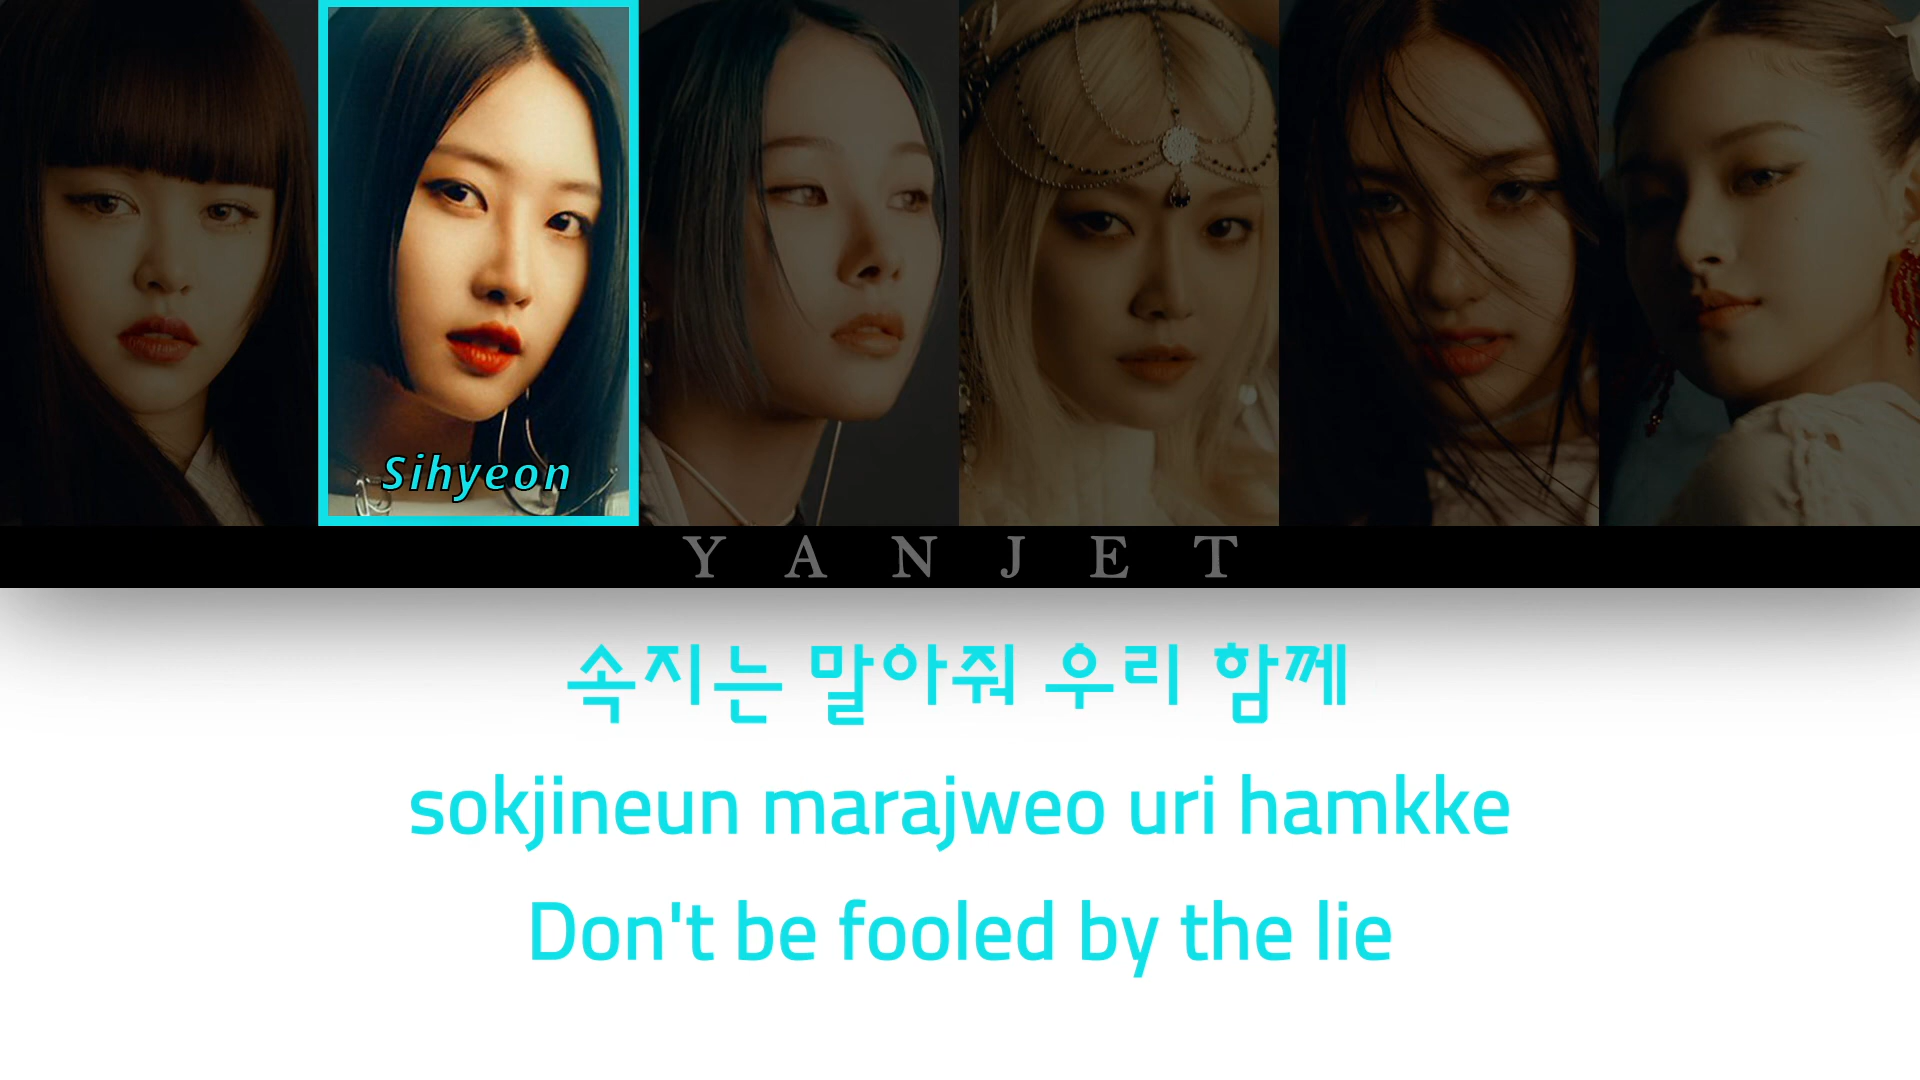 Sihyeon
YANJET
속지는 말아줘 우리 함께
sokjineun marajweo uri hamkke
Don't be fooled by the lie